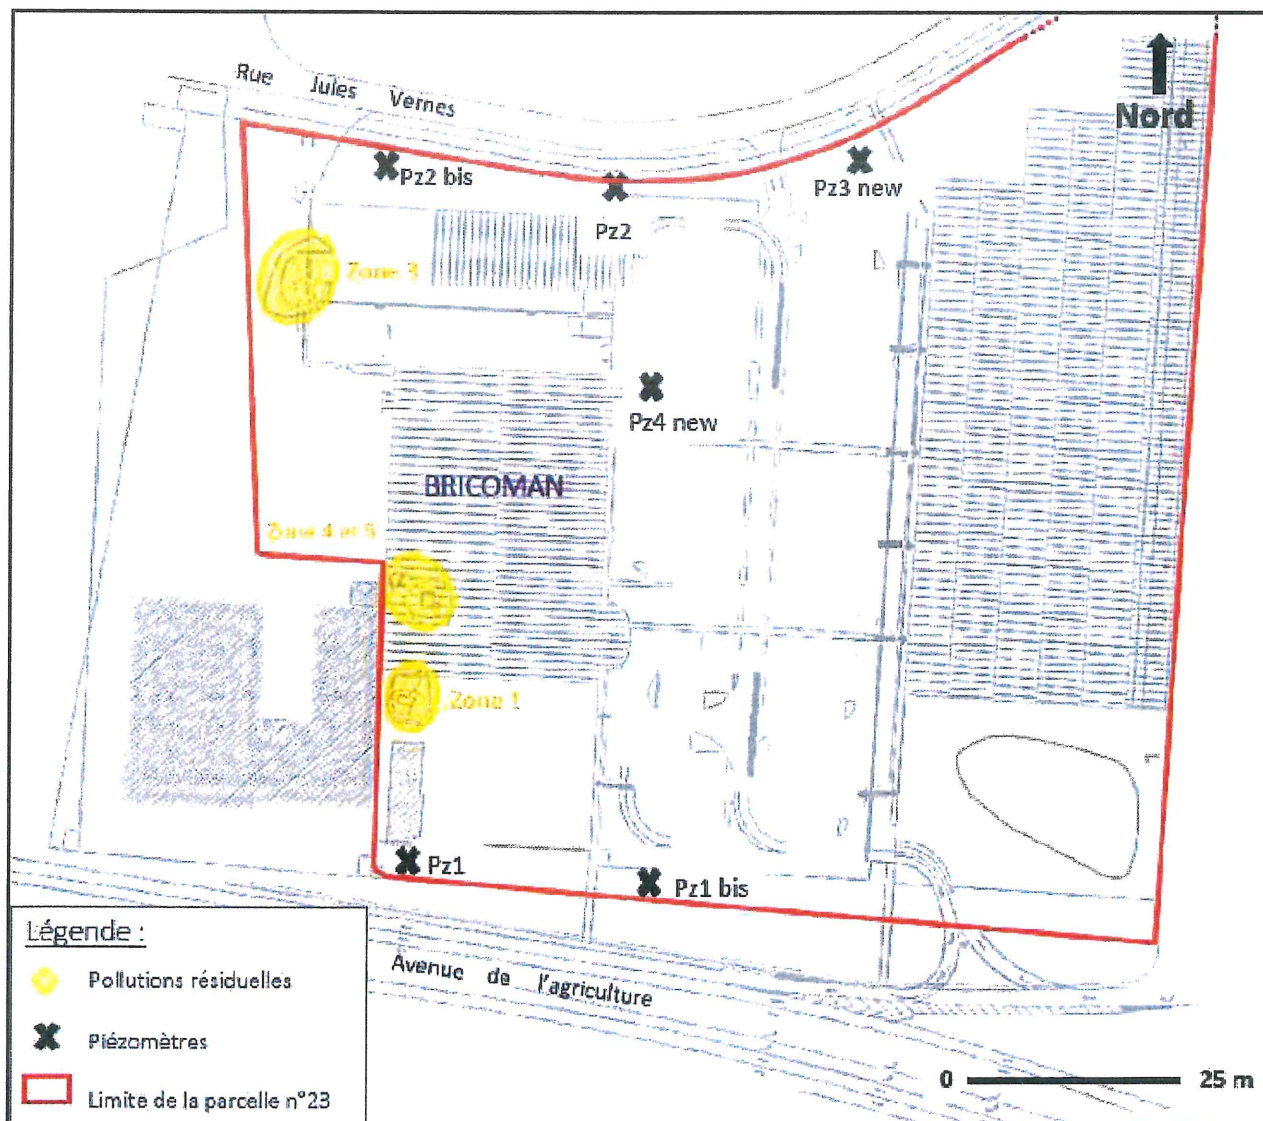 Rue Jules Vernes
Nord
Pz2 bis
Pz3 new
Pz2
Zone 3
Pz4 new
BRICOMAN
Zone 4 et 5
Zone 1
Pz1
Pz1 bis
Légende :
Pollutions résiduelles
Piézomètres
Limite de la parcelle n°23
Avenue de l'agriculture
0 25 m